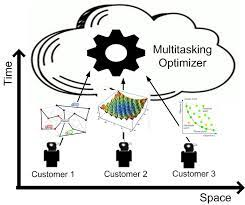 Multitasking
Optimizer
Time
Customer 1
Customer 2
Customer 3
Space